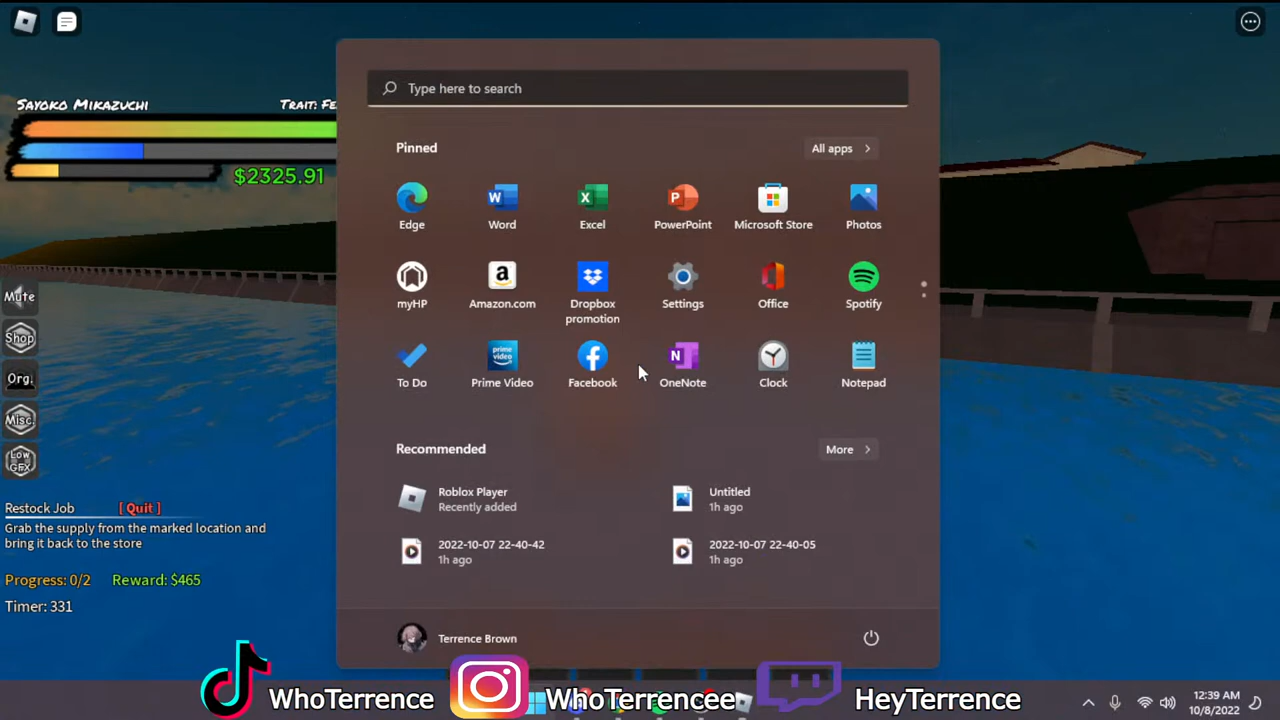 Type here to search
SAYOKO MIKAZUCHI
TRAIT: FE
$2325.91
Pinned
All apps
Edge
Word
Excel
PowerPoint
Microsoft Store
Photos
myHP
Amazon.com
Dropbox
promotion
Settings
Office
Spotify
To Do
prime
video
Prime Video
Facebook
OneNote
Clock
Notepad
Mute
Shop
Org.
Misc.
Low
GFX
Restock Job [ Quit ]
Grab the supply from the marked location and
bring it back to the store
Progress: 0/2 Reward: $465
Timer: 331
Recommended
More
Roblox Player
Recently added
Untitled
1h ago
2022-10-07 22-40-42
1h ago
2022-10-07 22-40-05
1h ago
Terrence Brown
WhoTerrence
WhoTerrencee
HeyTerrence
12:39 AM
10/8/2022